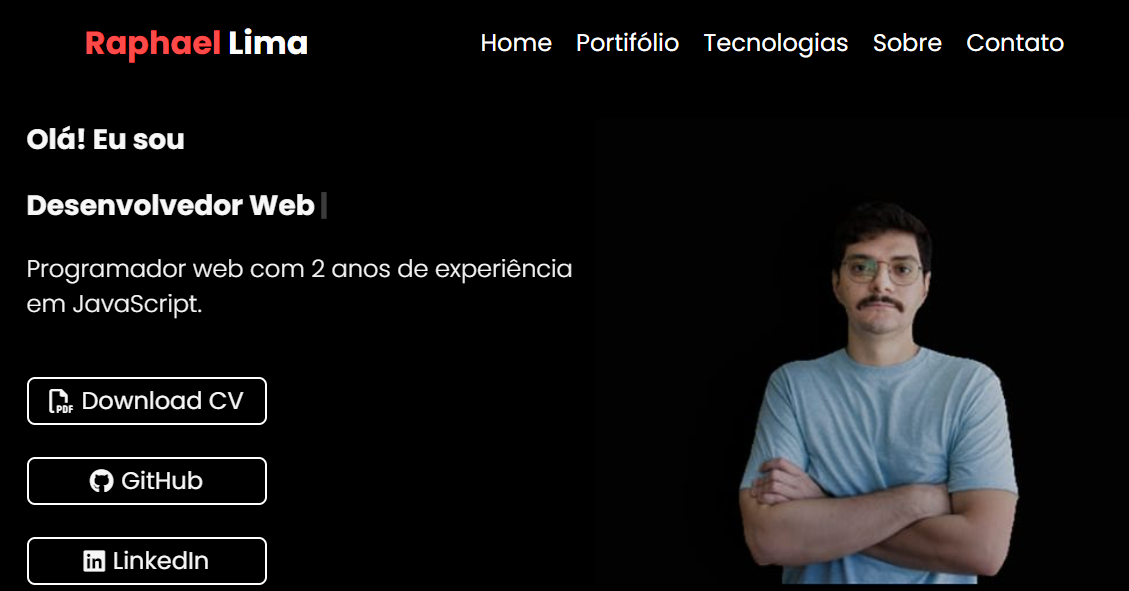 Raphael Lima
Home Portifólio Tecnologias Sobre Contato
Olá! Eu sou
Desenvolvedor Web|
Programador web com 2 anos de experiência
em JavaScript.
PDF Download CV
GitHub
in LinkedIn